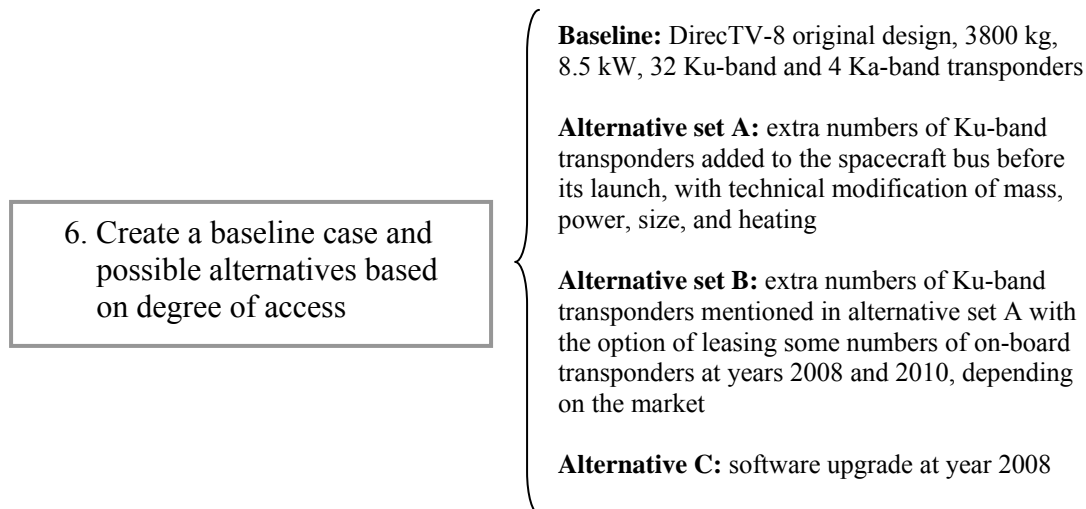 6. Create a baseline case and
possible alternatives based
on degree of access
Baseline: DirecTV-8 original design, 3800 kg,
8.5 kW, 32 Ku-band and 4 Ka-band transponders
Alternative set A: extra numbers of Ku-band
transponders added to the spacecraft bus before
its launch, with technical modification of mass,
power, size, and heating
Alternative set B: extra numbers of Ku-band
transponders mentioned in alternative set A with
the option of leasing some numbers of on-board
transponders at years 2008 and 2010, depending
on the market
Alternative C: software upgrade at year 2008